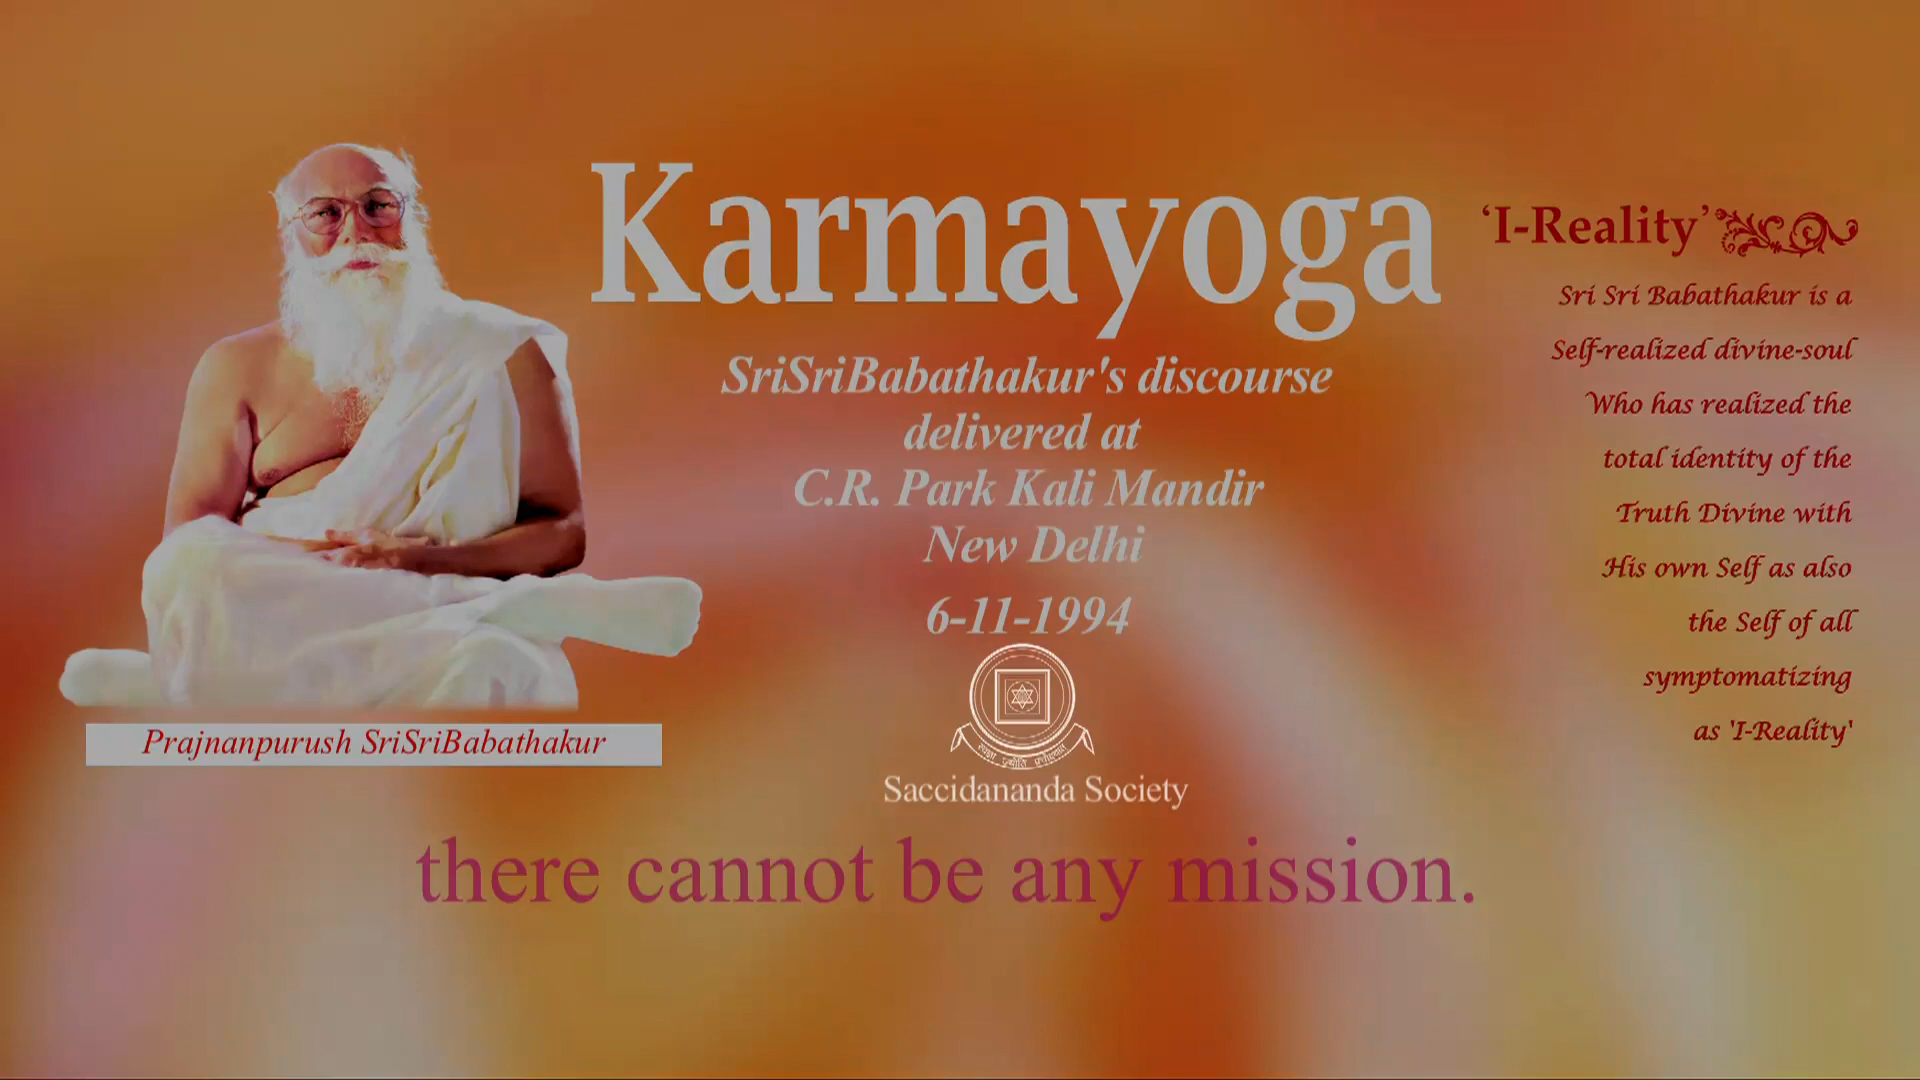 Karmayoga
SriSriBabathakur's discourse
delivered at
C.R. Park Kali Mandir
New Delhi
6-11-1994
Saccidananda Society
Prajnanpurush SriSriBabathakur
'I-Reality'
Sri Sri Babathakur is a
Self-realized divine-soul
Who has realized the
total identity of the
Truth Divine with
His own Self as also
the Self of all
symptomatizing
as 'I-Reality'
there cannot be any mission.